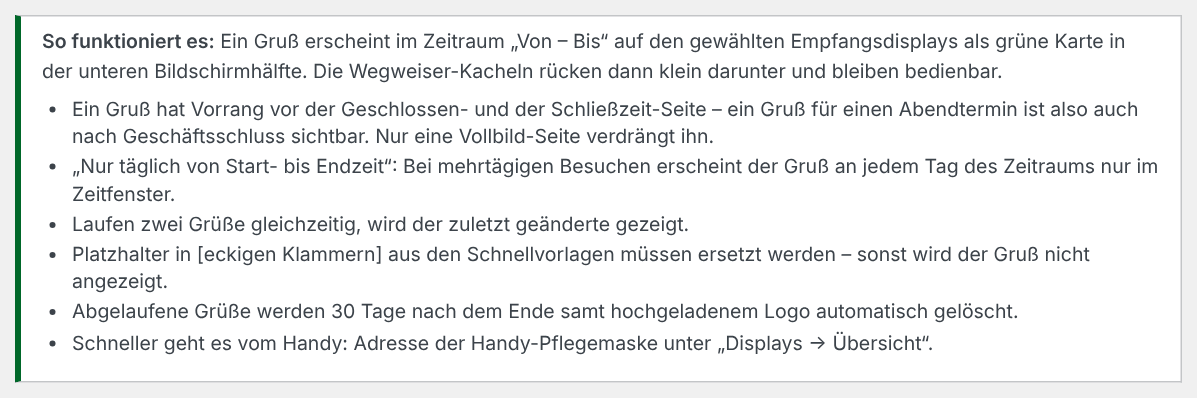 So funktioniert es: Ein Gruß erscheint im Zeitraum „Von – Bis“ auf den gewählten Empfangsdisplays als grüne Karte in
der unteren Bildschirmhälfte. Die Wegweiser-Kacheln rücken dann klein darunter und bleiben bedienbar.
• Ein Gruß hat Vorrang vor der Geschlossen- und der Schließzeit-Seite – ein Gruß für einen Abendtermin ist also auch
nach Geschäftsschluss sichtbar. Nur eine Vollbild-Seite verdrängt ihn.
• „Nur täglich von Start- bis Endzeit“: Bei mehrtägigen Besuchen erscheint der Gruß an jedem Tag des Zeitraums nur im
Zeitfenster.
• Laufen zwei Grüße gleichzeitig, wird der zuletzt geänderte gezeigt.
• Platzhalter in [eckigen Klammern] aus den Schnellvorlagen müssen ersetzt werden – sonst wird der Gruß nicht
angezeigt.
• Abgelaufene Grüße werden 30 Tage nach dem Ende samt hochgeladenem Logo automatisch gelöscht.
• Schneller geht es vom Handy: Adresse der Handy-Pflegemaske unter „Displays → Übersicht“.